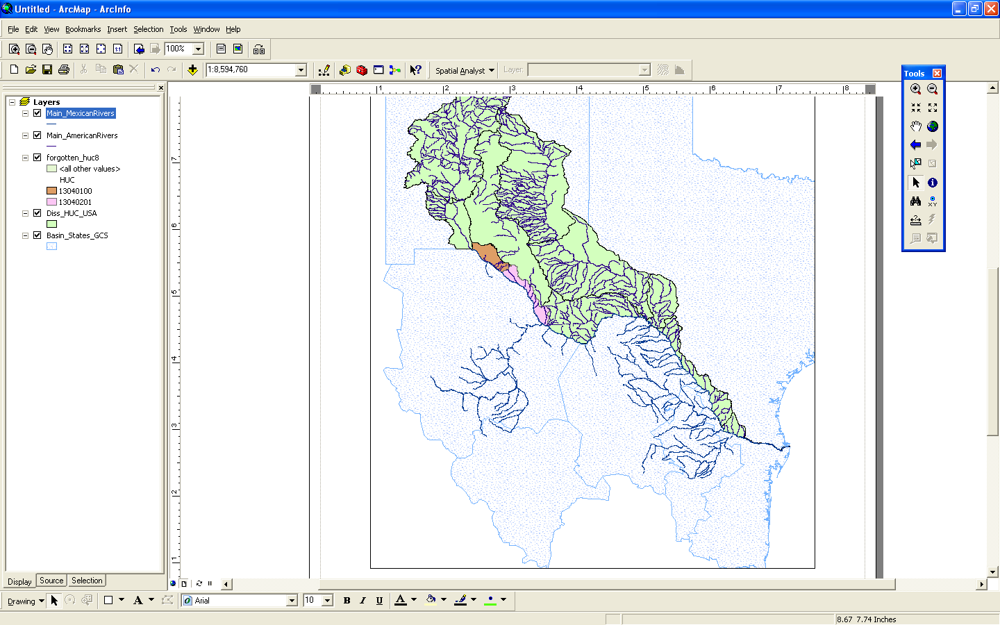 Untitled - ArcMap - ArcInfo
File Edit View Bookmarks Insert Selection Tools Window Help
1:1 100%
1:8,594,760 Spatial Analyst Layer:
Tools
1 2 3 4 5 6 7 8
Layers
Main_MexicanRivers
Main_AmericanRivers
forgotten_huc8
<all other values>
HUC
13040100
13040201
Diss_HUC_USA
Basin_States_GCS
7
6
5
4
3
2
1
XY
Display Source Selection
Drawing A Arial 10 B I U A
8.67 7.74 Inches